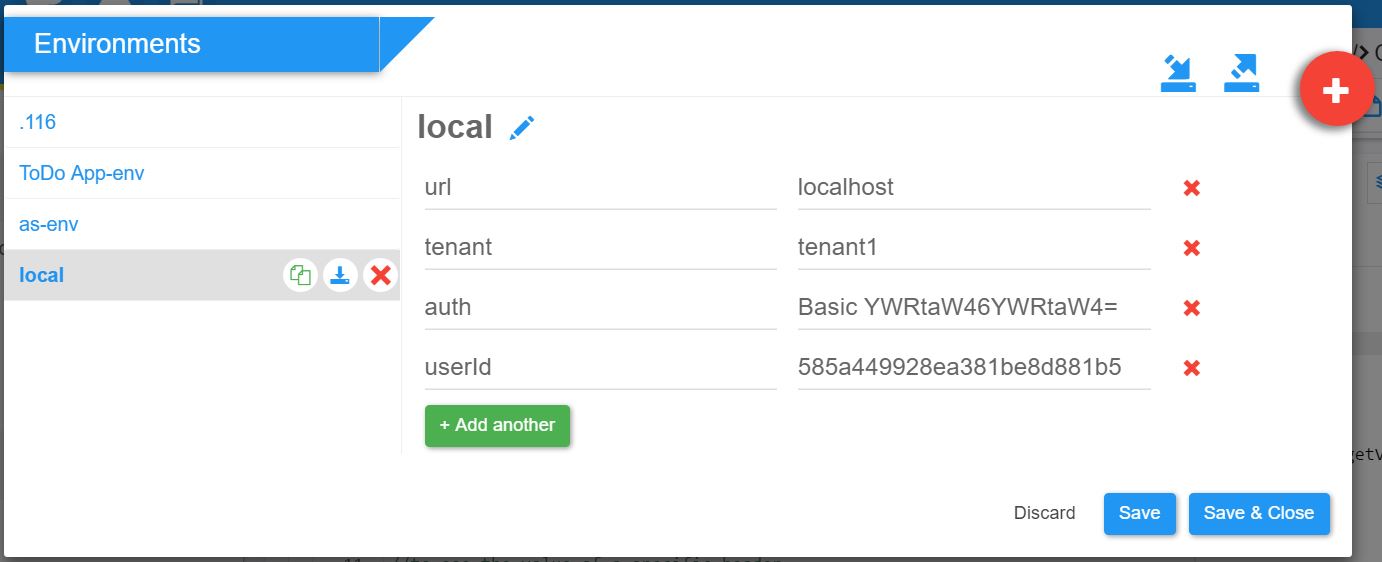 Environments
.116
ToDo App-env
as-env
local
local
url localhost
tenant tenant1
auth Basic YWRtaW46YWRtaW4=
userId 585a449928ea381be8d881b5
+ Add another
Discard Save Save & Close